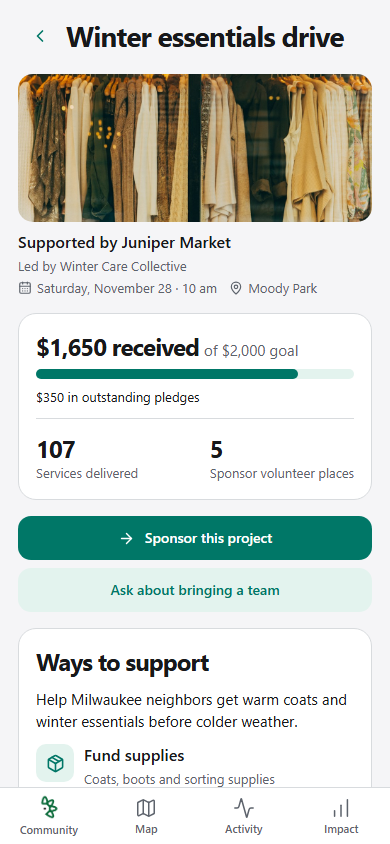 Winter essentials drive
Supported by Juniper Market
Led by Winter Care Collective
Saturday, November 28 · 10 am Moody Park
$1,650 received of $2,000 goal
$350 in outstanding pledges
107 5
Services delivered Sponsor volunteer places
Sponsor this project
Ask about bringing a team
Ways to support
Help Milwaukee neighbors get warm coats and
winter essentials before colder weather.
Fund supplies
Coats, boots and sorting supplies
Community Map Activity Impact